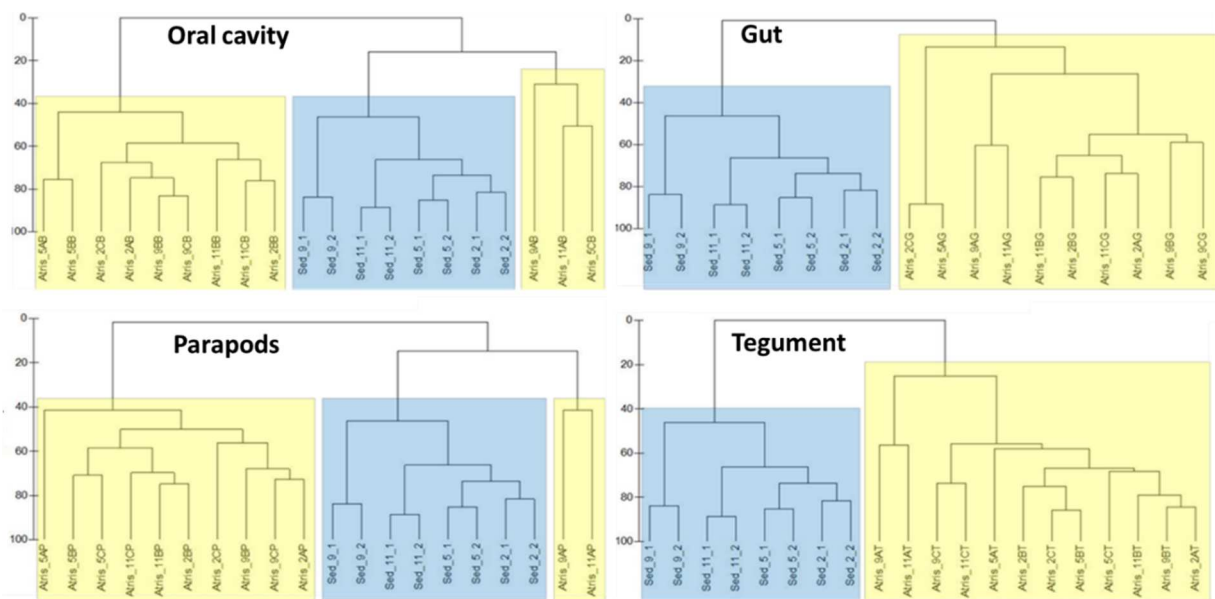 Oral cavity
0
20
40
60
80
100
Atris_5AB
Atris_5BB
Atris_2CB
Atris_2AB
Atris_9BB
Atris_9CB
Atris_11BB
Atris_11CB
Atris_2BB
Sed_9_1
Sed_9_2
Sed_11_1
Sed_11_2
Sed_5_1
Sed_5_2
Sed_2_1
Sed_2_2
Atris_9AB
Atris_11AB
Atris_5CB
Gut
0
20
40
60
80
100
Sed_9_1
Sed_9_2
Sed_11_1
Sed_11_2
Sed_5_1
Sed_5_2
Sed_2_1
Sed_2_2
Atris_2CG
Atris_5AG
Atris_9AG
Atris_11AG
Atris_11BG
Atris_2BG
Atris_11CG
Atris_2AG
Atris_9BG
Atris_9CG
Parapods
0
20
40
60
80
100
Atris_5AP
Atris_5BP
Atris_5CP
Atris_11CP
Atris_11BP
Atris_2BP
Atris_2CP
Atris_9BP
Atris_9CP
Atris_2AP
Sed_9_1
Sed_9_2
Sed_11_1
Sed_11_2
Sed_5_1
Sed_5_2
Sed_2_1
Sed_2_2
Atris_9AP
Atris_11AP
Tegument
0
20
40
60
80
100
Sed_9_1
Sed_9_2
Sed_11_1
Sed_11_2
Sed_5_1
Sed_5_2
Sed_2_1
Sed_2_2
Atris_9AT
Atris_11AT
Atris_9CT
Atris_11CT
Atris_5AT
Atris_2BT
Atris_2CT
Atris_5BT
Atris_5CT
Atris_11BT
Atris_9BT
Atris_2AT